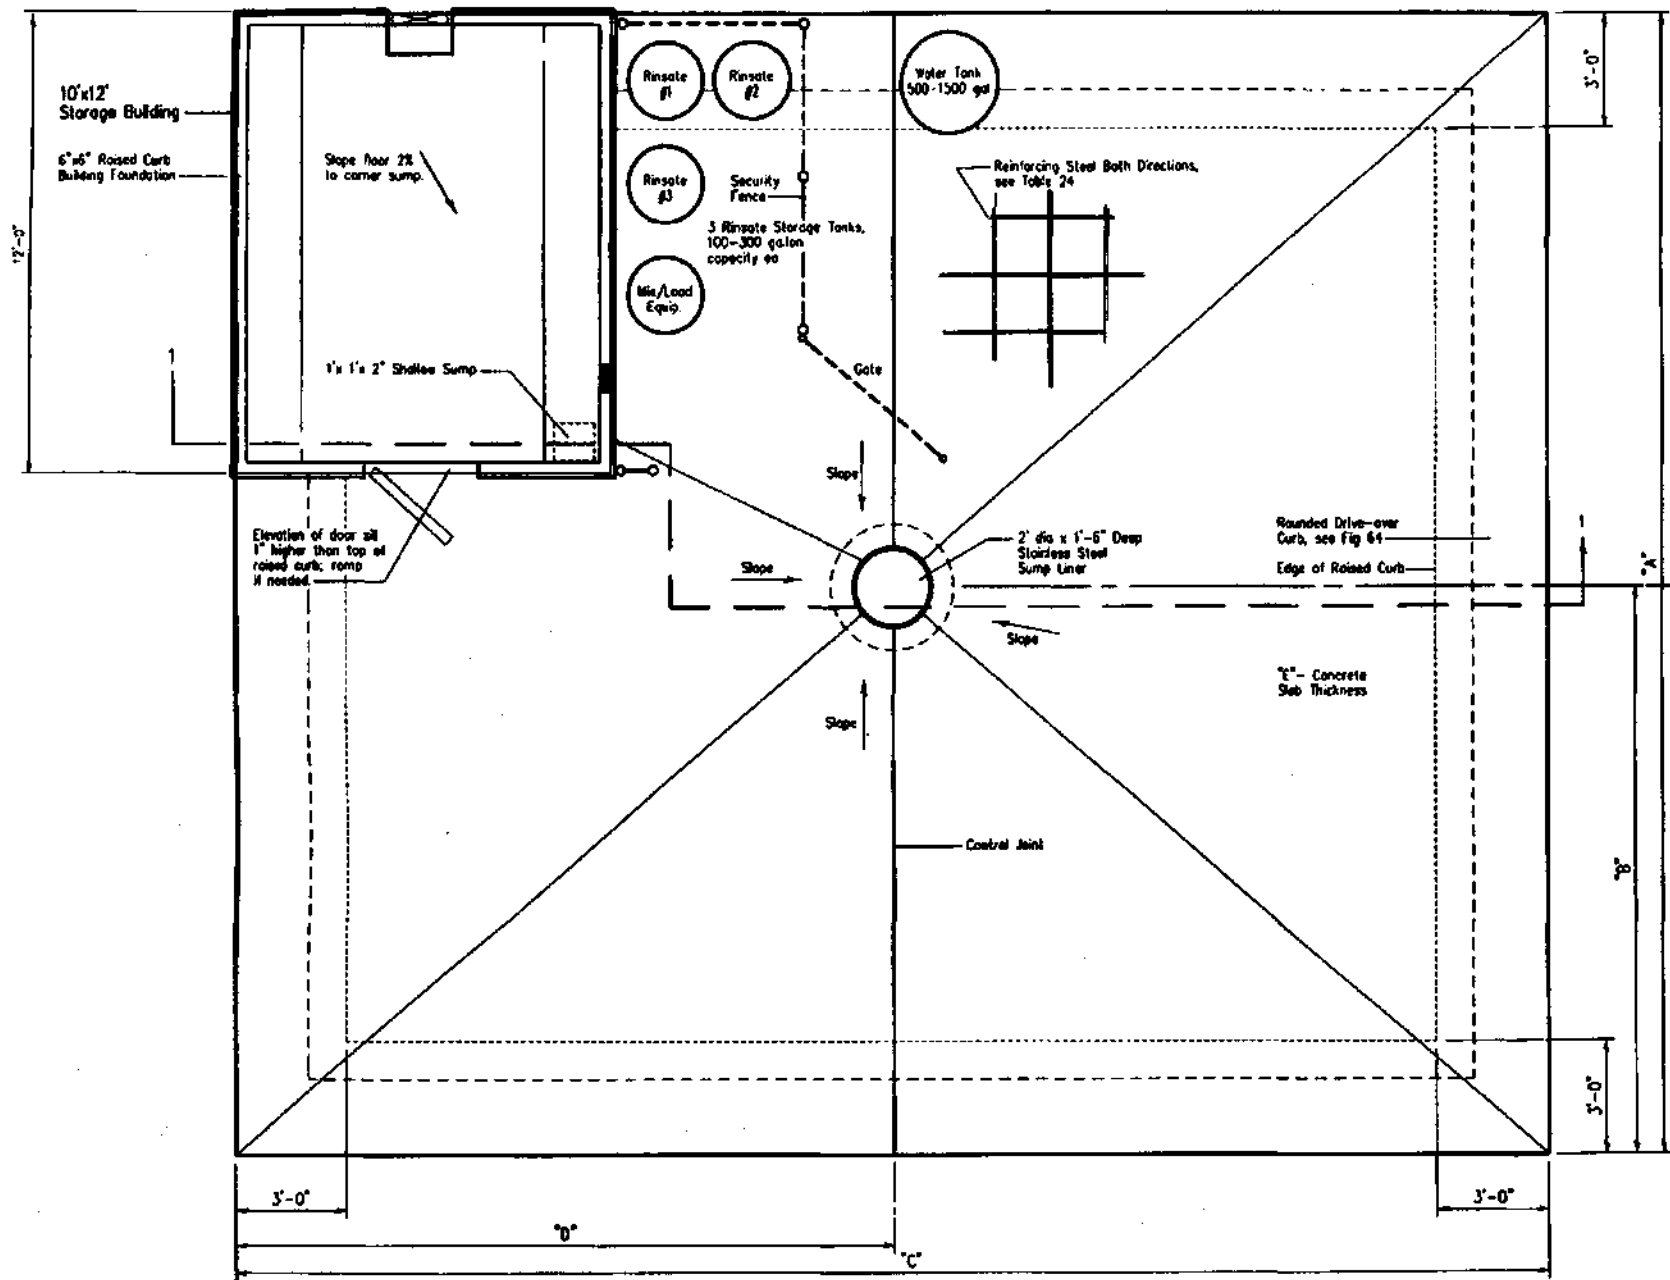 10'x12'
Storage Building
6"x6" Raised Curb
Building Foundation
Slope floor 2%
to corner sump.
12'-0"
1
1'x 1'x 2" Shallow Sump
Elevation of door sill
1" higher than top of
raised curb; ramp
if needed
Rinsate
#1
Rinsate
#2
Rinsate
#3
Mix/Load
Equip.
Security
Fence
3 Rinsate Storage Tanks,
100-300 gallon
capacity ea
Gate
Water Tank
500-1500 gal
Reinforcing Steel Both Directions,
see Table 24
3'-0"
Slope
Slope
Slope
Slope
2' dia x 1'-6" Deep
Stainless Steel
Sump Liner
Rounded Drive-over
Curb, see Fig 64
Edge of Raised Curb
1
"A"
"E"- Concrete
Slab Thickness
Control Joint
"B"
3'-0"
3'-0"
3'-0"
"D"
"C"